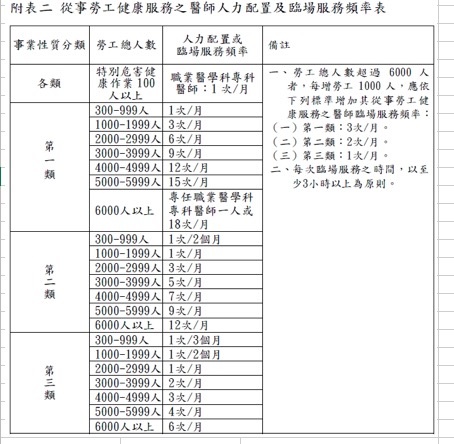 附表二 從事勞工健康服務之醫師人力配置及臨場服務頻率表
事業性質分類 勞工總人數 人力配置或臨場服務頻率 備註
各類 特別危害健康作業100人以上 職業醫學科專科醫師：1次/月
第一類
300-999人 1次/月
1000-1999人 3次/月
2000-2999人 6次/月
3000-3999人 9次/月
4000-4999人 12次/月
5000-5999人 15次/月
6000人以上 專任職業醫學科專科醫師一人或18次/月
第二類
300-999人 1次/2個月
1000-1999人 1次/月
2000-2999人 3次/月
3000-3999人 5次/月
4000-4999人 7次/月
5000-5999人 9次/月
6000人以上 12次/月
第三類
300-999人 1次/3個月
1000-1999人 1次/2個月
2000-2999人 1次/月
3000-3999人 2次/月
4000-4999人 3次/月
5000-5999人 4次/月
6000人以上 6次/月
一、勞工總人數超過 6000 人
者，每增勞工 1000 人，應依
下列標準增加其從事勞工健
康服務之醫師臨場服務頻率：
（一）第一類：3次/月。
（二）第二類：2次/月。
（三）第三類：1次/月。
二、每次臨場服務之時間，以至
少3小時以上為原則。